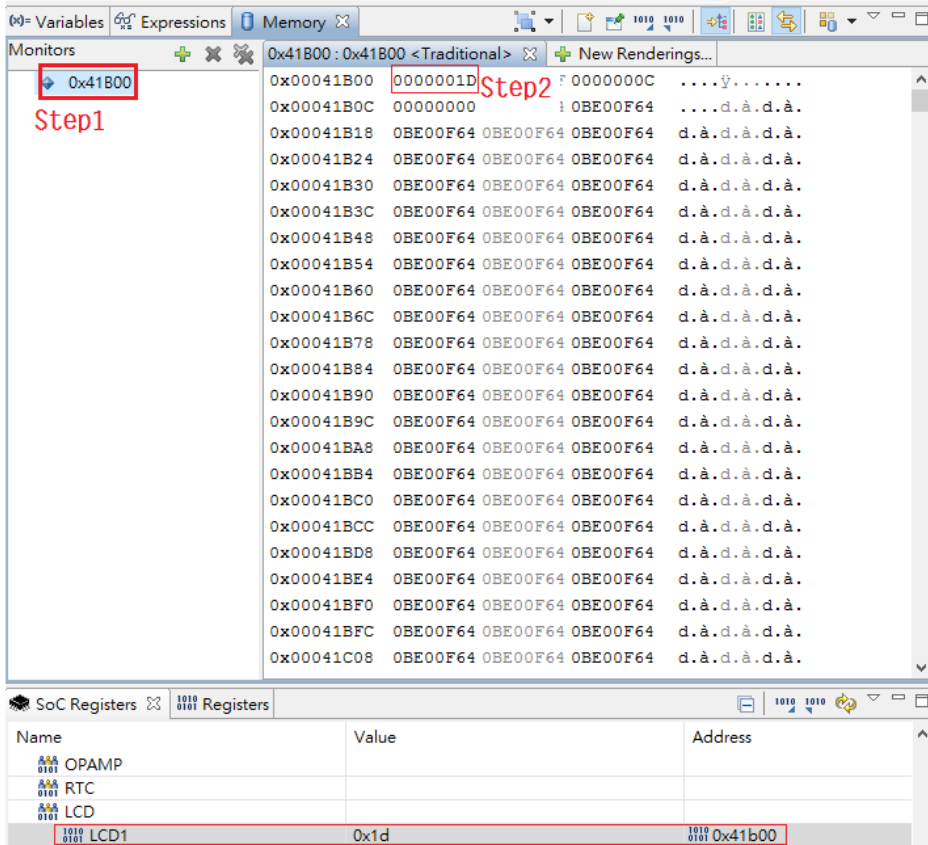 (x)= Variables Expressions Memory
Monitors
0x41B00 : 0x41B00 <Traditional> New Renderings...
0x41B00
Step1
0x00041B00 0000001D Step2 F 0000000C ....ÿ.......
0x00041B0C 00000000 0BE00F64 ....d.à.d.à.
0x00041B18 0BE00F64 0BE00F64 0BE00F64 d.à.d.à.d.à.
0x00041B24 0BE00F64 0BE00F64 0BE00F64 d.à.d.à.d.à.
0x00041B30 0BE00F64 0BE00F64 0BE00F64 d.à.d.à.d.à.
0x00041B3C 0BE00F64 0BE00F64 0BE00F64 d.à.d.à.d.à.
0x00041B48 0BE00F64 0BE00F64 0BE00F64 d.à.d.à.d.à.
0x00041B54 0BE00F64 0BE00F64 0BE00F64 d.à.d.à.d.à.
0x00041B60 0BE00F64 0BE00F64 0BE00F64 d.à.d.à.d.à.
0x00041B6C 0BE00F64 0BE00F64 0BE00F64 d.à.d.à.d.à.
0x00041B78 0BE00F64 0BE00F64 0BE00F64 d.à.d.à.d.à.
0x00041B84 0BE00F64 0BE00F64 0BE00F64 d.à.d.à.d.à.
0x00041B90 0BE00F64 0BE00F64 0BE00F64 d.à.d.à.d.à.
0x00041B9C 0BE00F64 0BE00F64 0BE00F64 d.à.d.à.d.à.
0x00041BA8 0BE00F64 0BE00F64 0BE00F64 d.à.d.à.d.à.
0x00041BB4 0BE00F64 0BE00F64 0BE00F64 d.à.d.à.d.à.
0x00041BC0 0BE00F64 0BE00F64 0BE00F64 d.à.d.à.d.à.
0x00041BCC 0BE00F64 0BE00F64 0BE00F64 d.à.d.à.d.à.
0x00041BD8 0BE00F64 0BE00F64 0BE00F64 d.à.d.à.d.à.
0x00041BE4 0BE00F64 0BE00F64 0BE00F64 d.à.d.à.d.à.
0x00041BF0 0BE00F64 0BE00F64 0BE00F64 d.à.d.à.d.à.
0x00041BFC 0BE00F64 0BE00F64 0BE00F64 d.à.d.à.d.à.
0x00041C08 0BE00F64 0BE00F64 0BE00F64 d.à.d.à.d.à.
SoC Registers Registers
Name Value Address
OPAMP
RTC
LCD
LCD1 0x1d 0x41b00